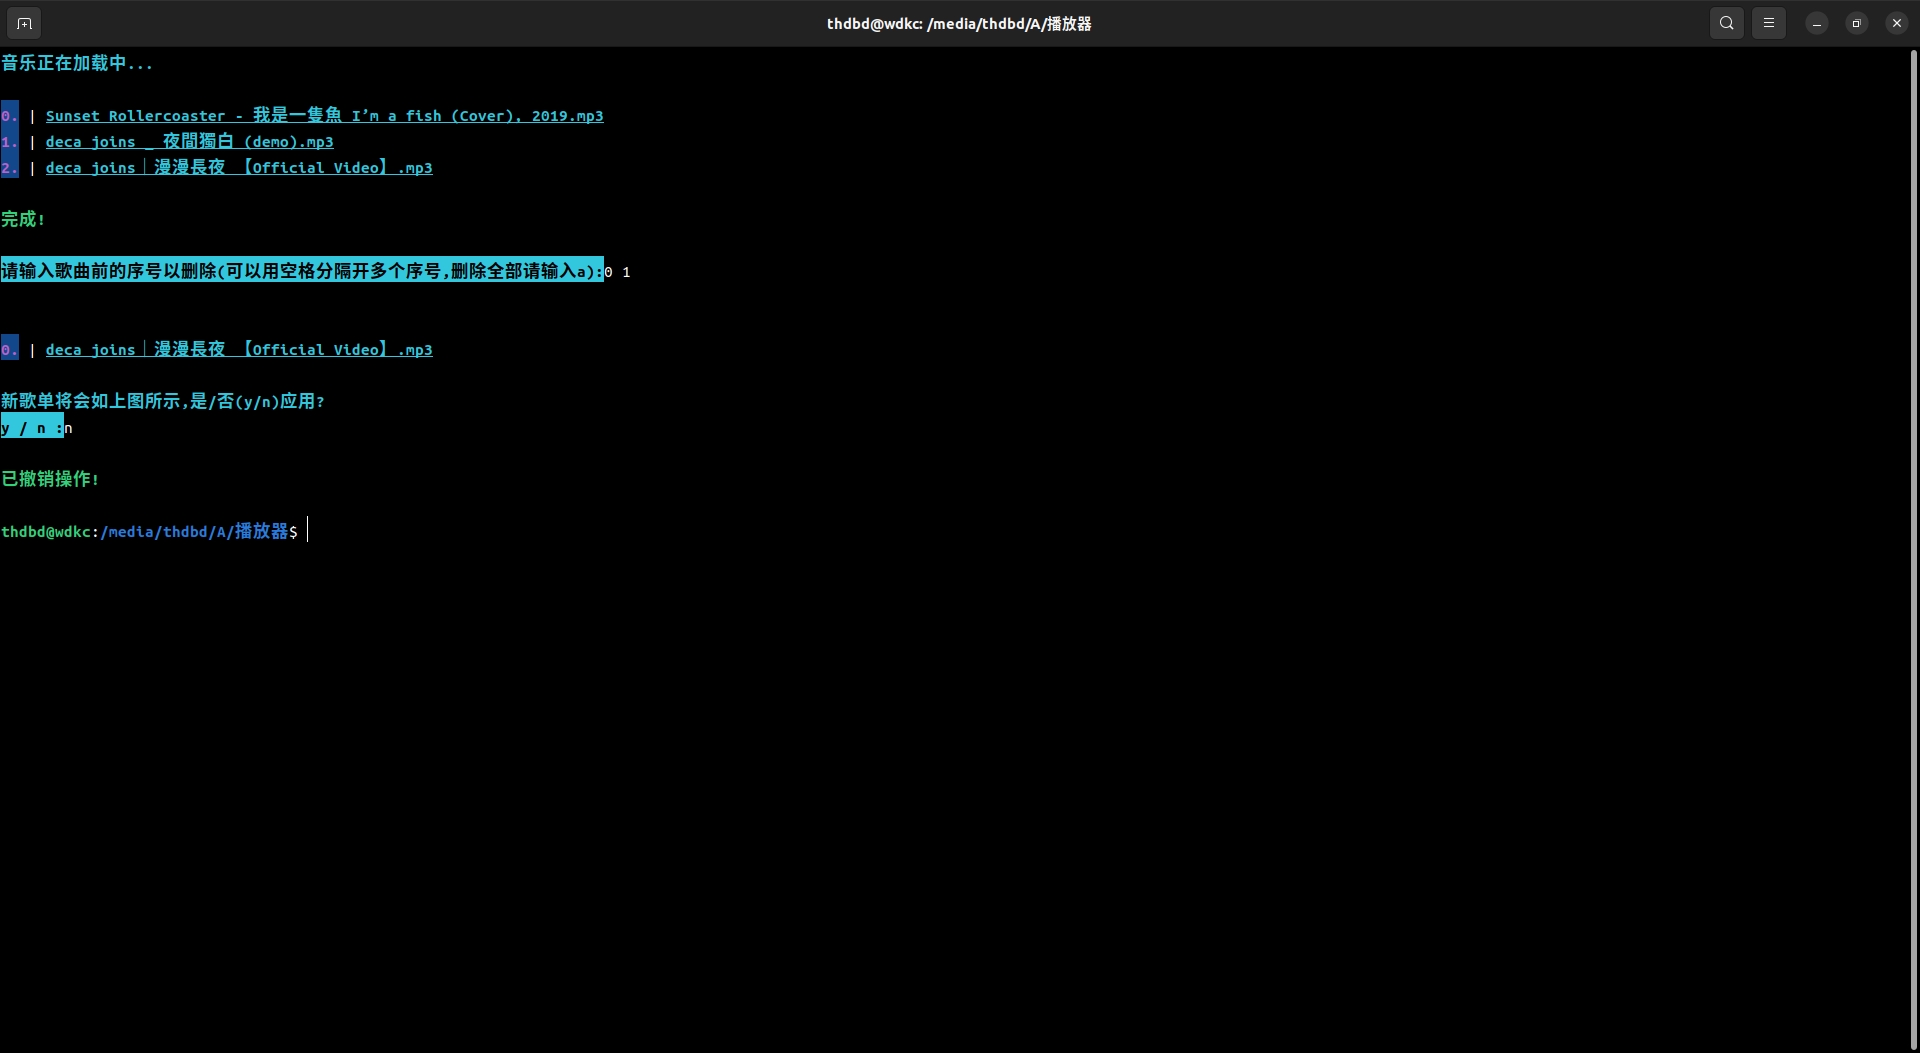 thdbd@wdkc: /media/thdbd/A/播放器
音乐正在加载中...
0. | Sunset Rollercoaster - 我是一隻魚 I’m a fish (Cover), 2019.mp3
1. | deca joins _ 夜間獨白 (demo).mp3
2. | deca joins｜漫漫長夜 【Official Video】.mp3
完成!
请输入歌曲前的序号以删除(可以用空格分隔开多个序号,删除全部请输入a):0 1
0. | deca joins｜漫漫長夜 【Official Video】.mp3
新歌单将会如上图所示,是/否(y/n)应用?
y / n :n
已撤销操作!
thdbd@wdkc:/media/thdbd/A/播放器$